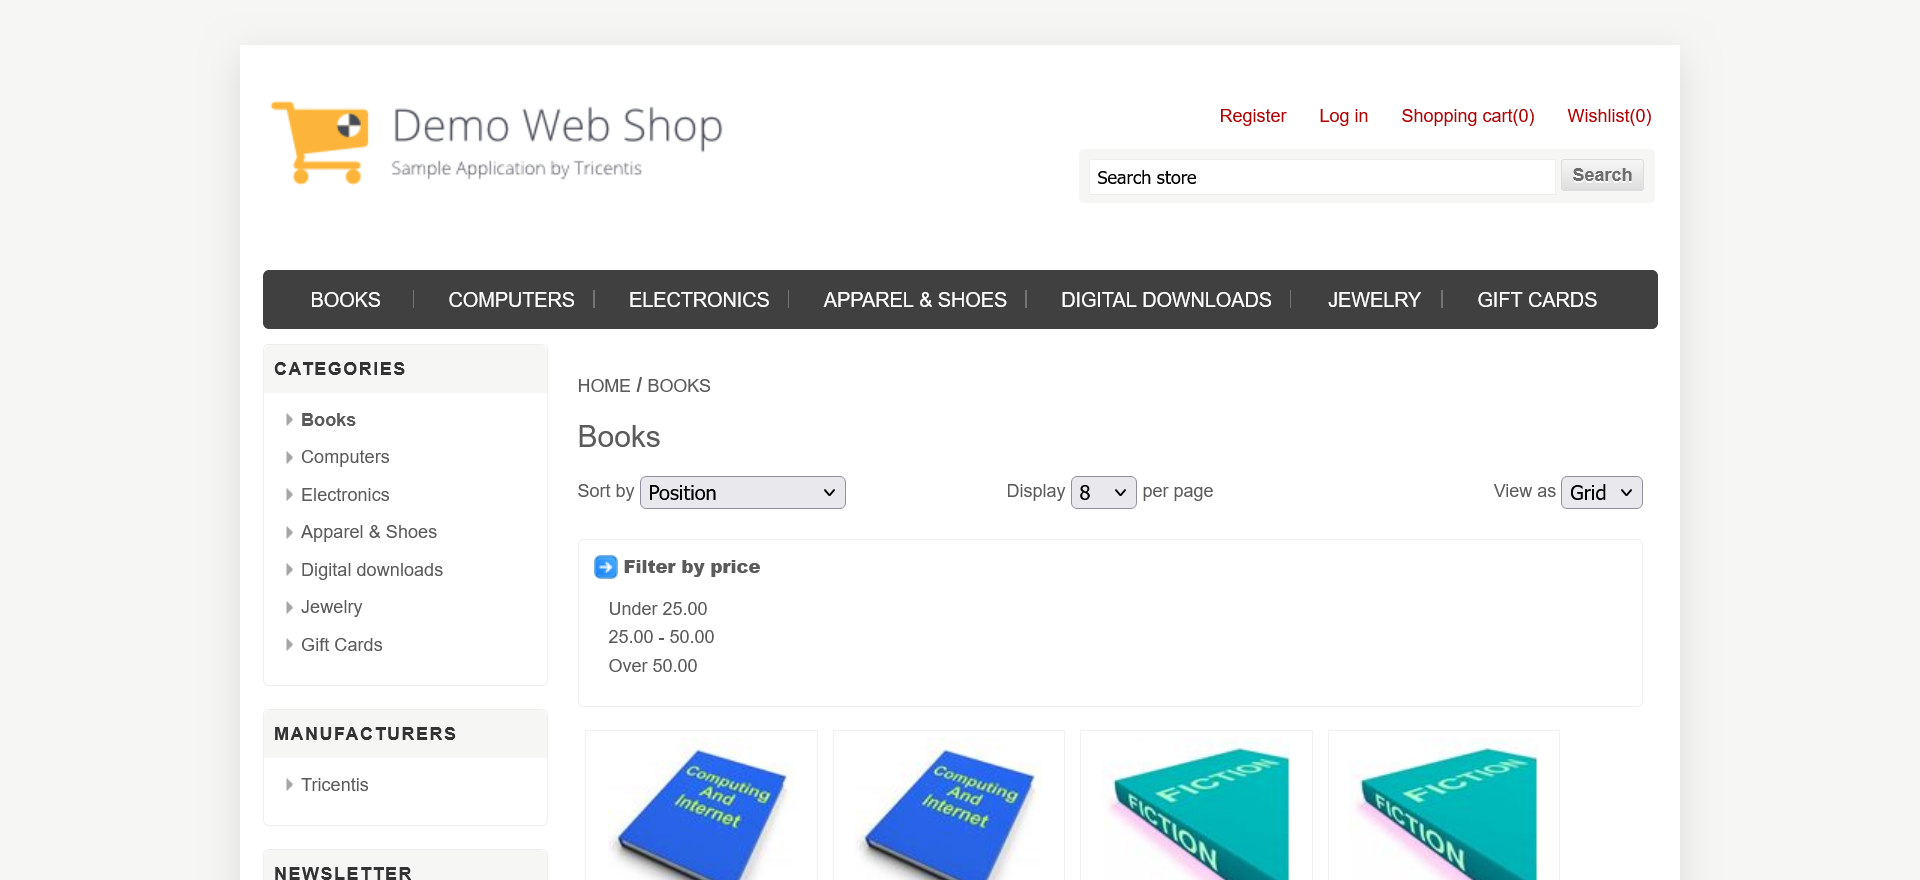 Demo Web Shop
Sample Application by Tricentis
Register Log in Shopping cart(0) Wishlist(0)
Search store Search
BOOKS COMPUTERS ELECTRONICS APPAREL & SHOES DIGITAL DOWNLOADS JEWELRY GIFT CARDS
CATEGORIES
Books
Computers
Electronics
Apparel & Shoes
Digital downloads
Jewelry
Gift Cards
MANUFACTURERS
Tricentis
NEWSLETTER
HOME / BOOKS
Books
Sort by Position Display 8 per page View as Grid
Filter by price
Under 25.00
25.00 - 50.00
Over 50.00
Computing
And
Internet
Computing
And
Internet
FICTION
FICTION
FICTION
FICTION